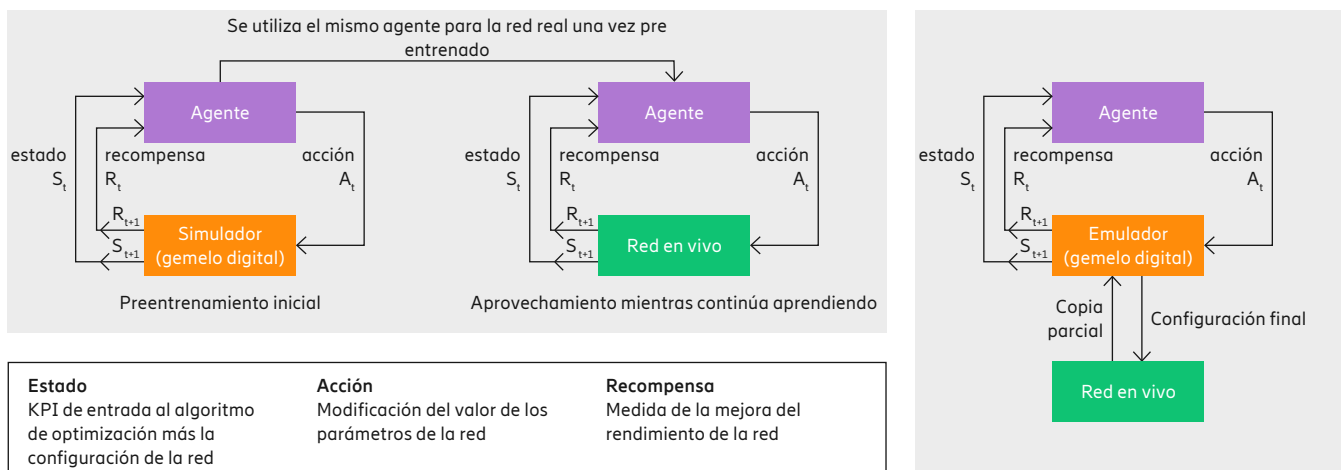 Se utiliza el mismo agente para la red real una vez pre
entrenado
Agente
estado
S_t
recompensa
R_t
acción
A_t
R_t+1
S_t+1
Simulador
(gemelo digital)
Preentrenamiento inicial
Agente
estado
S_t
recompensa
R_t
acción
A_t
R_t+1
S_t+1
Red en vivo
Aprovechamiento mientras continúa aprendiendo
Agente
estado
S_t
recompensa
R_t
acción
A_t
R_t+1
S_t+1
Emulador
(gemelo digital)
Copia
parcial
Configuración final
Red en vivo
Estado
KPI de entrada al algoritmo
de optimización más la
configuración de la red
Acción
Modificación del valor de los
parámetros de la red
Recompensa
Medida de la mejora del
rendimiento de la red